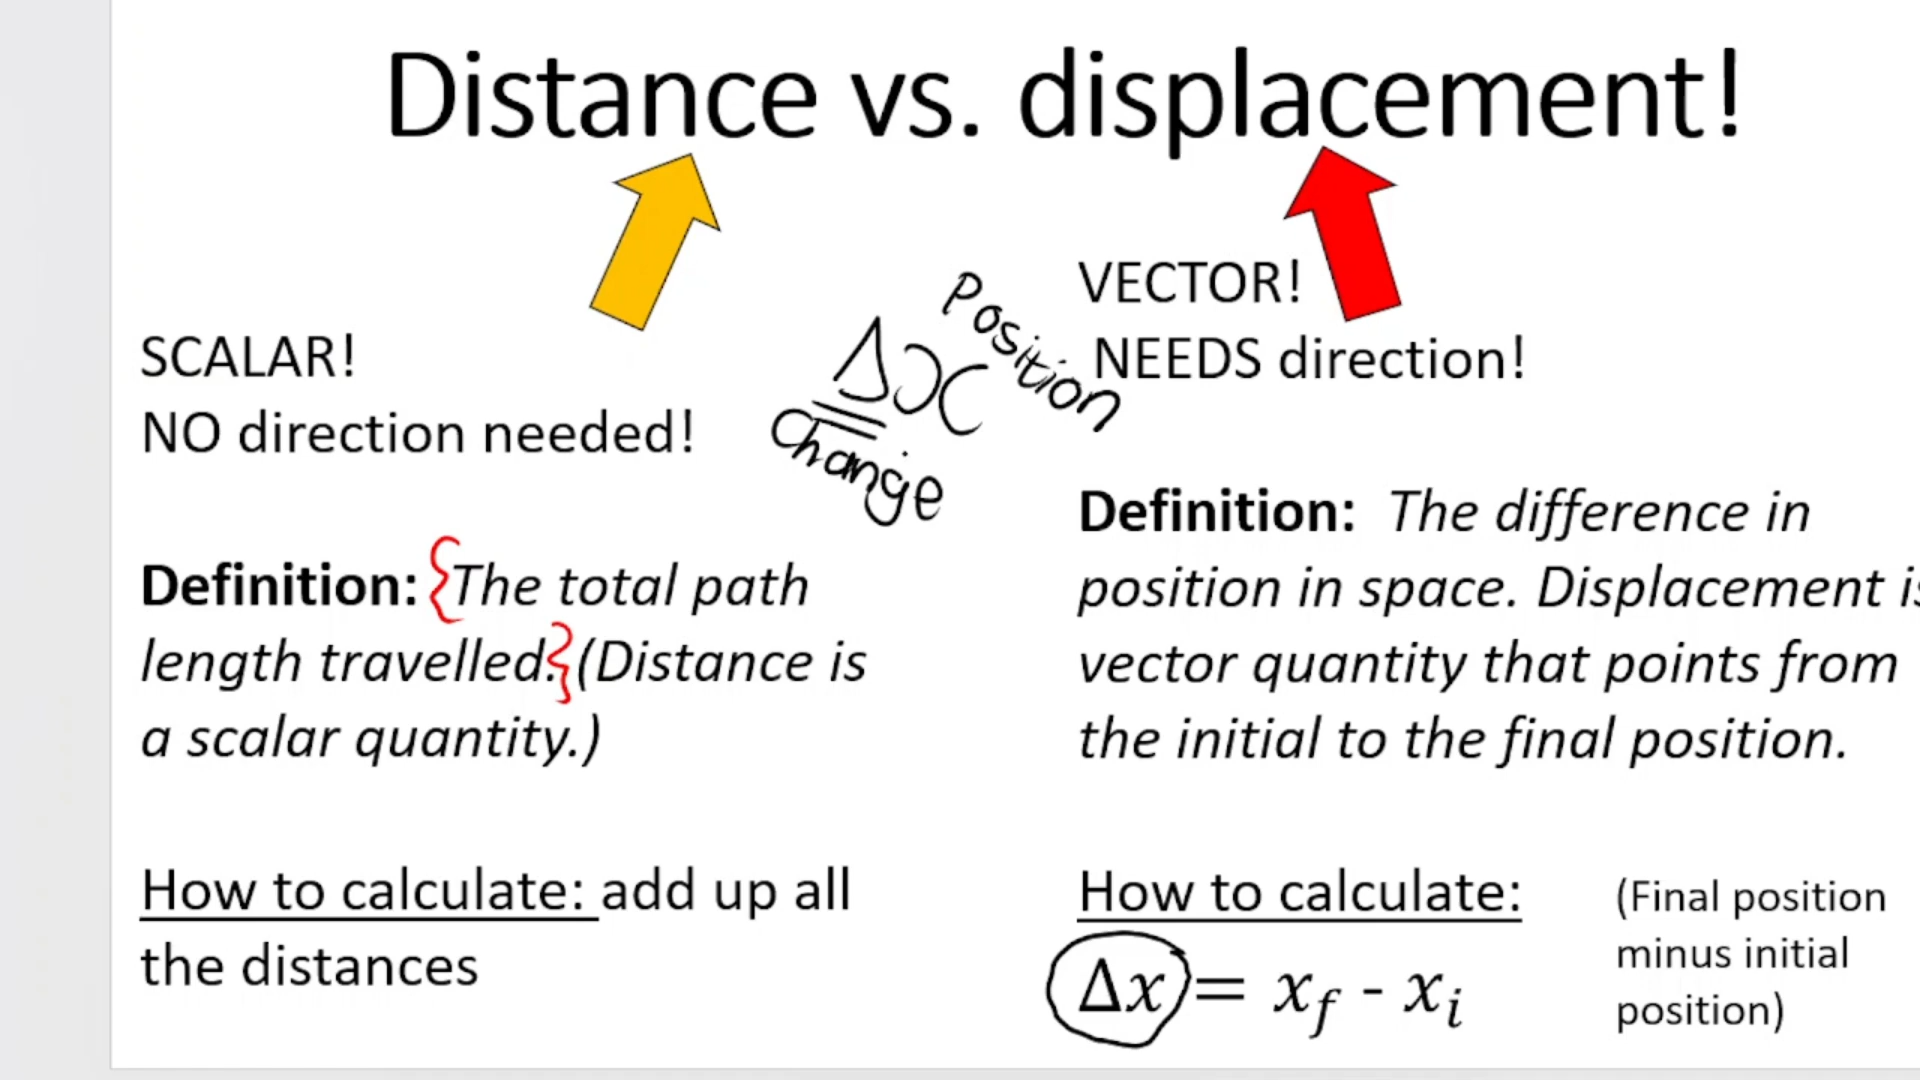 Distance vs. displacement!
SCALAR!
NO direction needed!
Definition: The total path
length travelled. (Distance is
a scalar quantity.)
How to calculate: add up all
the distances
Position
Δx
Change
VECTOR!
NEEDS direction!
Definition: The difference in
position in space. Displacement is
vector quantity that points from
the initial to the final position.
How to calculate:
Δx = x_f - x_i
(Final position
minus initial
position)